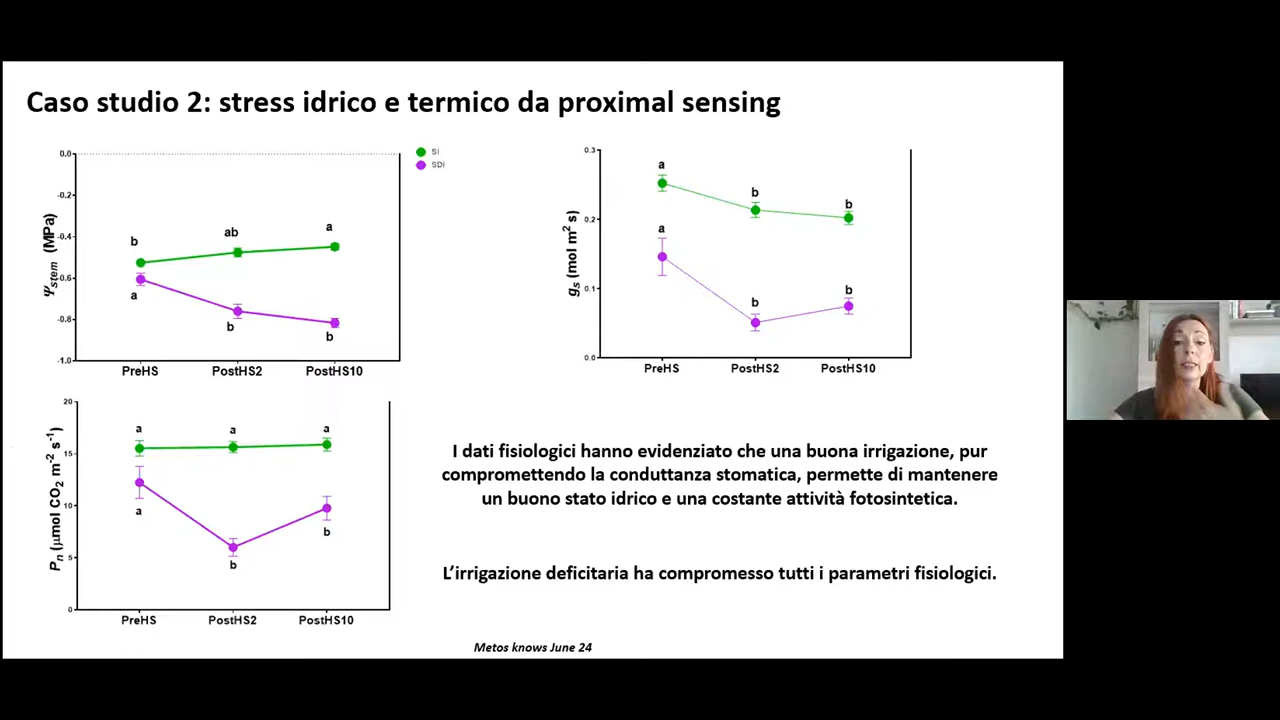 Caso studio 2: stress idrico e termico da proximal sensing
SI
SDI
0.0
-0.2
-0.4
-0.6
-0.8
-1.0
Ψstem (MPa)
b
ab
a
a
b
b
PreHS
PostHS2
PostHS10
0.3
0.2
0.1
0.0
gs (mol m² s)
a
b
b
a
b
b
PreHS
PostHS2
PostHS10
20
15
10
5
0
Pn (µmol CO2 m⁻² s⁻¹)
a
a
a
a
b
b
PreHS
PostHS2
PostHS10
I dati fisiologici hanno evidenziato che una buona irrigazione, pur
compromettendo la conduttanza stomatica, permette di mantenere
un buono stato idrico e una costante attività fotosintetica.
L'irrigazione deficitaria ha compromesso tutti i parametri fisiologici.
Metos knows June 24